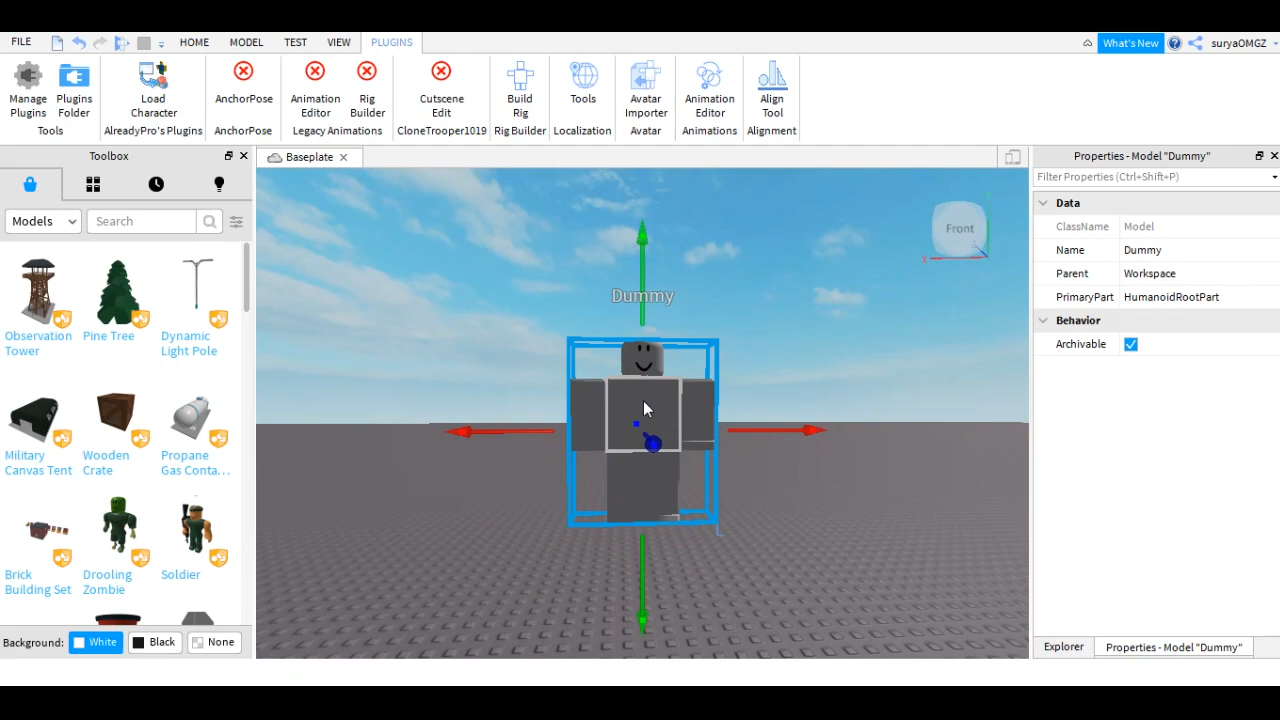 FILE HOME MODEL TEST VIEW PLUGINS What's New suryaOMGZ
Manage Plugins Load AnchorPose Animation Rig Cutscene Build Tools Avatar Animation Align
Plugins Folder Character Editor Builder Edit Rig Importer Editor Tool
Tools AlreadyPro's Plugins AnchorPose Legacy Animations CloneTrooper1019 Rig Builder Localization Avatar Animations Alignment
Toolbox
Baseplate
Properties - Model "Dummy"
Filter Properties (Ctrl+Shift+P)
Models Search
Data
ClassName Model
Name Dummy
Parent Workspace
PrimaryPart HumanoidRootPart
Behavior
Archivable
Front
X
Dummy
Observation Pine Tree Dynamic
Tower Light Pole
Military Wooden Propane
Canvas Tent Crate Gas Conta...
Brick Drooling Soldier
Building Set Zombie
Background: White Black None
Explorer Properties - Model "Dummy"